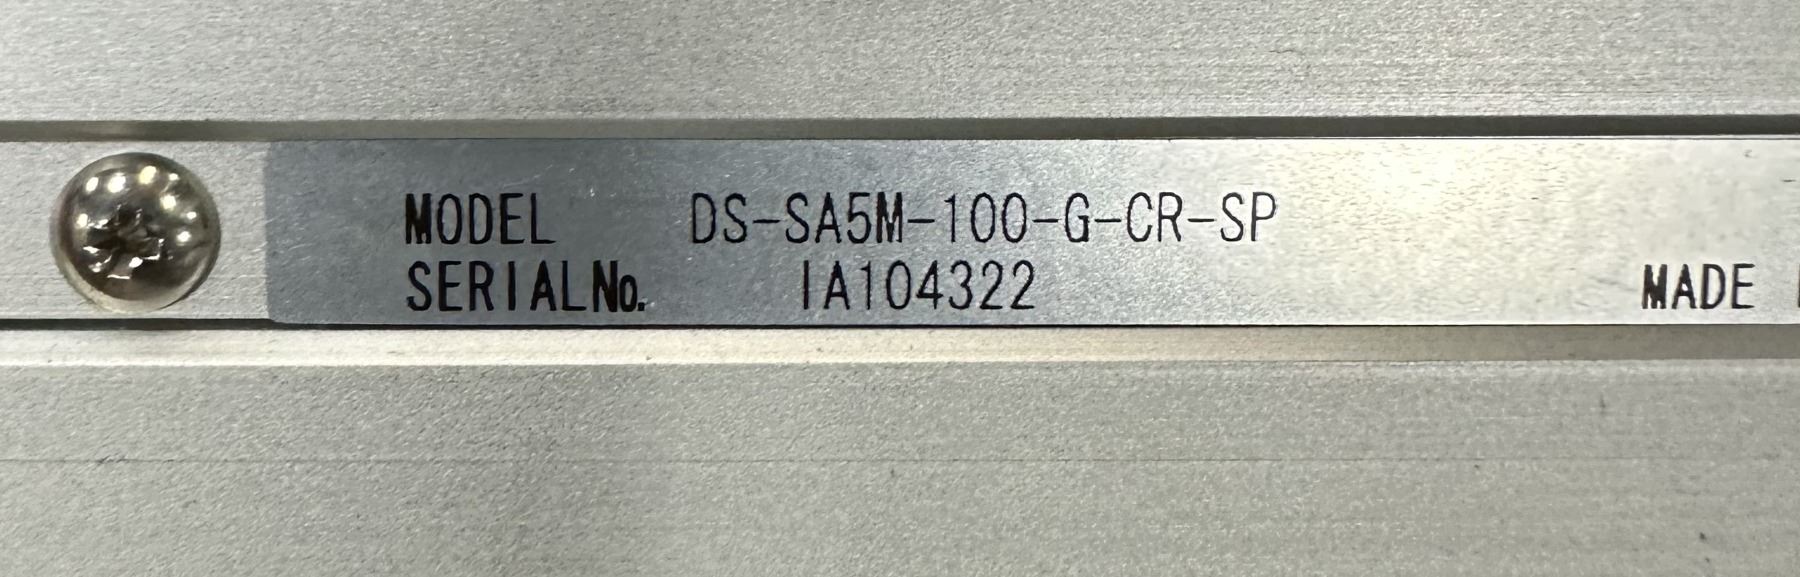 MODEL DS-SA5M-100-G-CR-SP
SERIALNo. IA104322
MADE